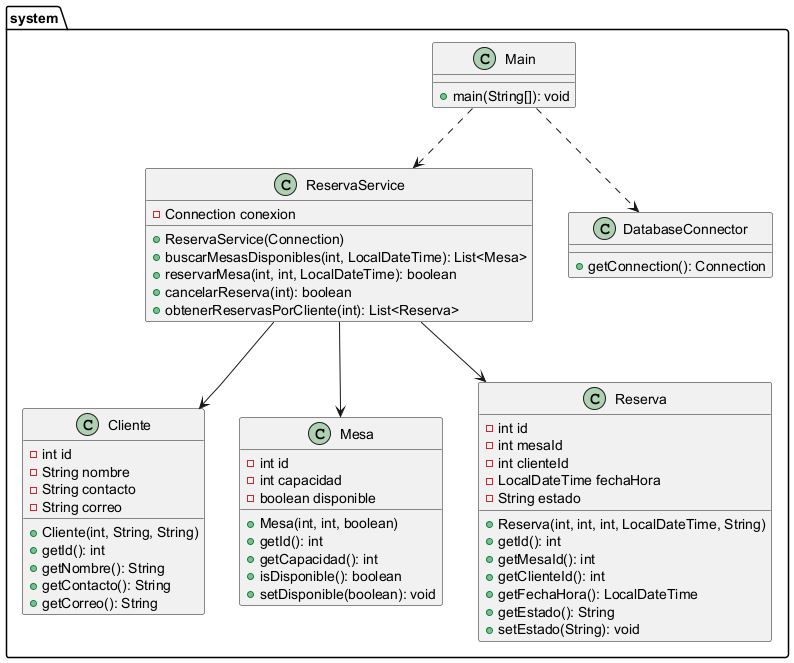 system
C Main
main(String[]): void
C ReservaService
Connection conexion
ReservaService(Connection)
buscarMesasDisponibles(int, LocalDateTime): List<Mesa>
reservarMesa(int, int, LocalDateTime): boolean
cancelarReserva(int): boolean
obtenerReservasPorCliente(int): List<Reserva>
C DatabaseConnector
getConnection(): Connection
C Cliente
int id
String nombre
String contacto
String correo
Cliente(int, String, String)
getId(): int
getNombre(): String
getContacto(): String
getCorreo(): String
C Mesa
int id
int capacidad
boolean disponible
Mesa(int, int, boolean)
getId(): int
getCapacidad(): int
isDisponible(): boolean
setDisponible(boolean): void
C Reserva
int id
int mesaId
int clienteId
LocalDateTime fechaHora
String estado
Reserva(int, int, int, LocalDateTime, String)
getId(): int
getMesaId(): int
getClienteId(): int
getFechaHora(): LocalDateTime
getEstado(): String
setEstado(String): void